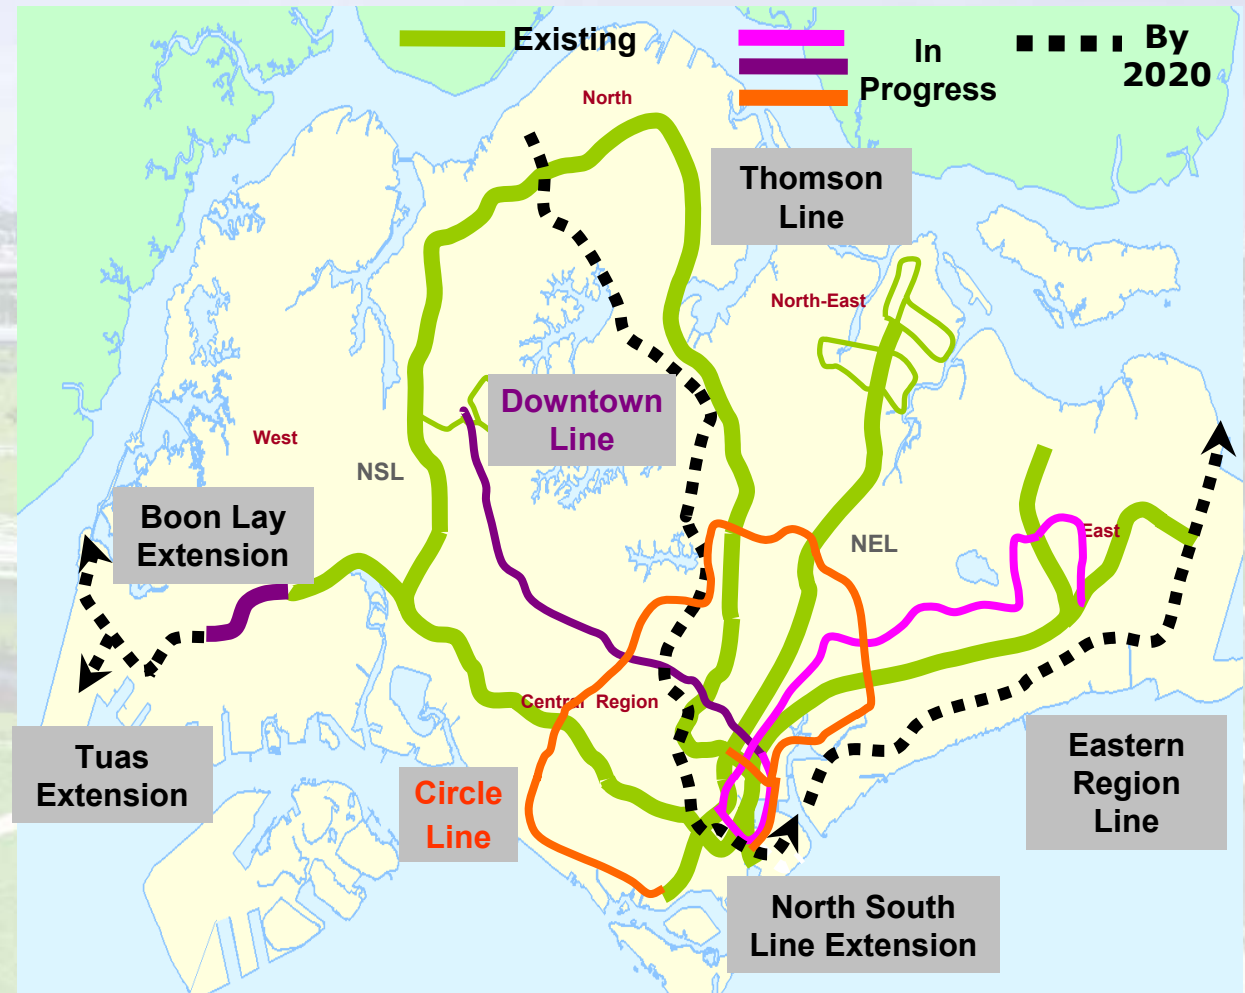 Existing
In
Progress
By
2020
North
Thomson
Line
North-East
Downtown
Line
West
NSL
Boon Lay
Extension
NEL
East
Central Region
Tuas
Extension
Circle
Line
Eastern
Region
Line
North South
Line Extension